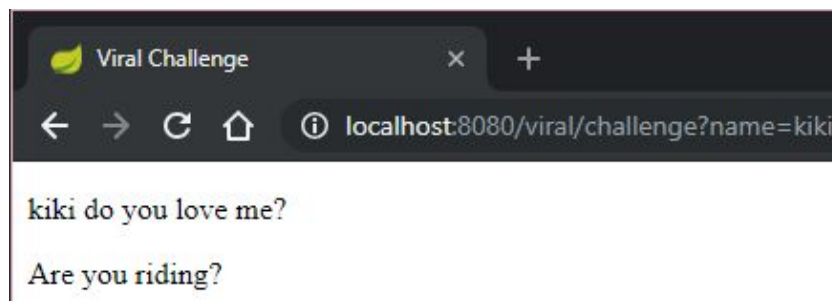 Viral Challenge
localhost:8080/viral/challenge?name=kiki
kiki do you love me?
Are you riding?